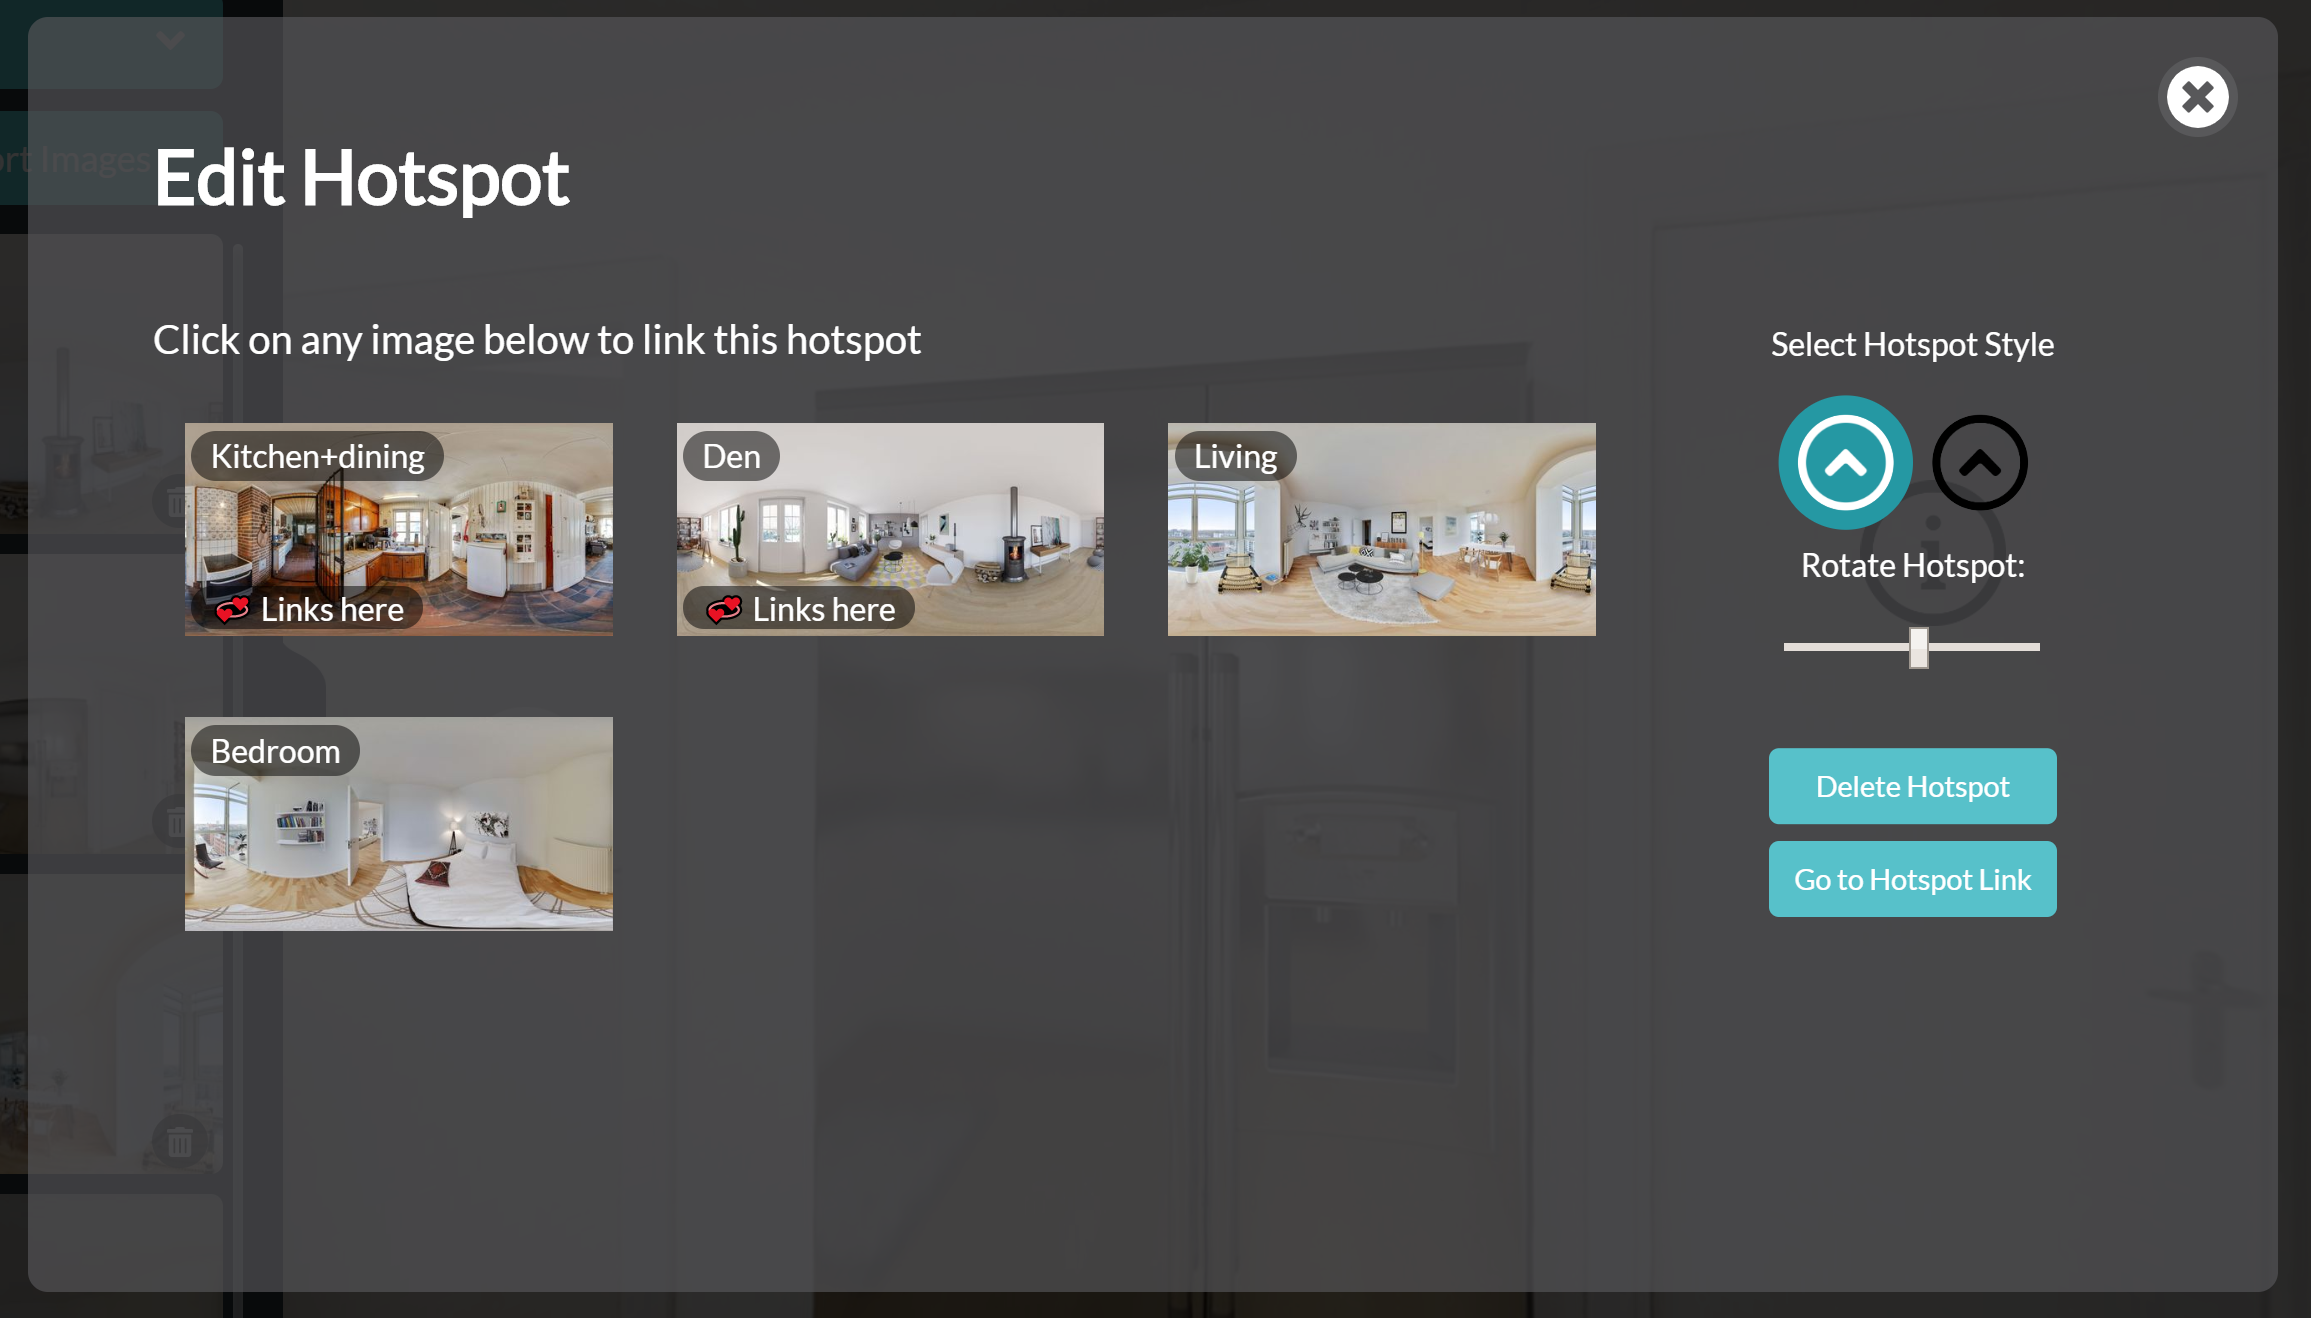 ort Images
Edit Hotspot
Click on any image below to link this hotspot
Select Hotspot Style
Kitchen+dining
Den
Living
Rotate Hotspot:
Links here
Links here
Bedroom
Delete Hotspot
Go to Hotspot Link